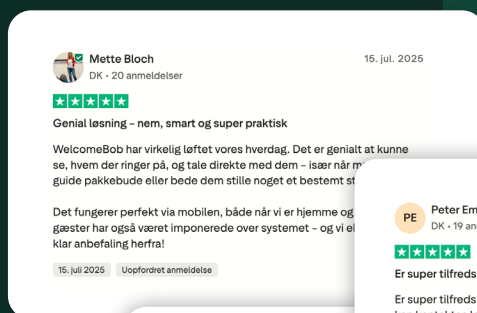 Mette Bloch
15. jul. 2025
DK • 20 anmeldelser
Genial løsning – nem, smart og super praktisk
WelcomeBob har virkelig løftet vores hverdag. Det er genialt at kunne
se, hvem der ringer på, og tale direkte med dem – især når
guide pakkebude eller bede dem stille noget et bestemt
Det fungerer perfekt via mobilen, både når vi er hjemme og
gæster har også været imponerede over systemet – og vi
klar anbefaling herfra!
15. juli 2025
Uopfordret anmeldelse
PE
Peter
DK • 19
Er super tilfreds
Er super tilfreds